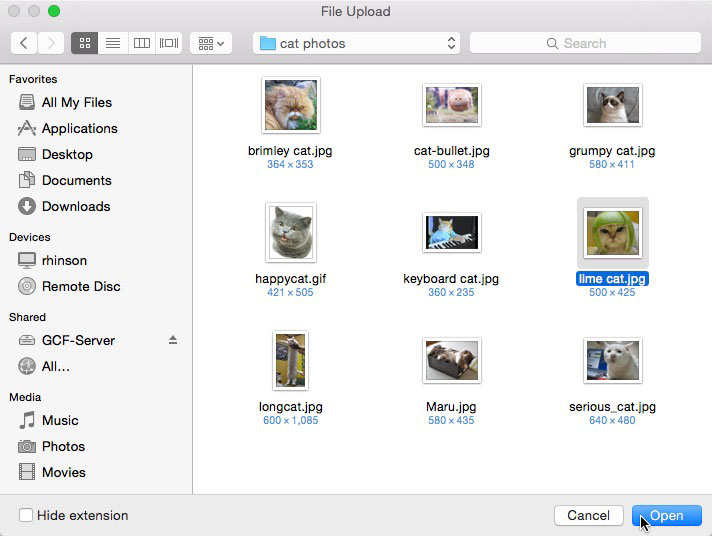 File Upload
cat photos
Search
Favorites
All My Files
Applications
Desktop
Documents
Downloads
Devices
rhinson
Remote Disc
Shared
GCF-Server
All...
Media
Music
Photos
Movies
brimley cat.jpg
364 × 353
cat-bullet.jpg
500 × 348
grumpy cat.jpg
580 × 411
happycat.gif
421 × 505
keyboard cat.jpg
360 × 235
lime cat.jpg
500 × 425
longcat.jpg
600 × 1,085
Maru.jpg
580 × 435
serious_cat.jpg
640 × 480
Hide extension
Cancel
Open